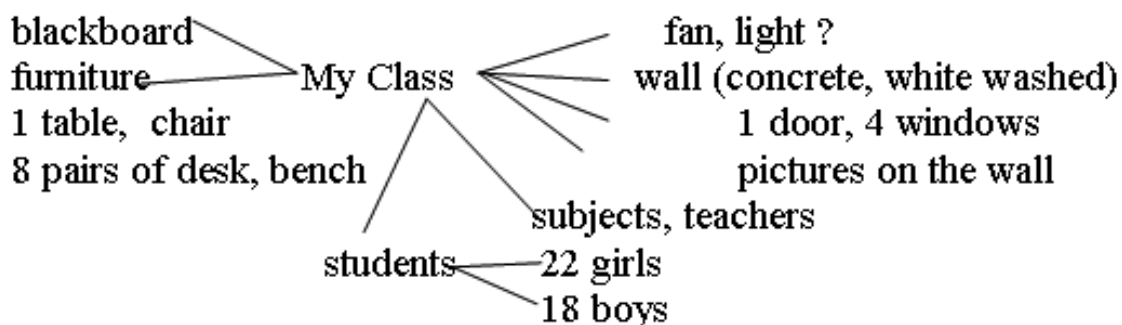 blackboard
fan, light ?
furniture
My Class
wall (concrete, white washed)
1 table, chair
1 door, 4 windows
8 pairs of desk, bench
pictures on the wall
subjects, teachers
students
22 girls
18 boys